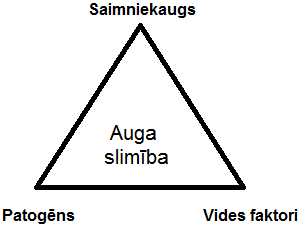 Saimniekaugs
Auga
slimība
Patogēns
Vides faktori